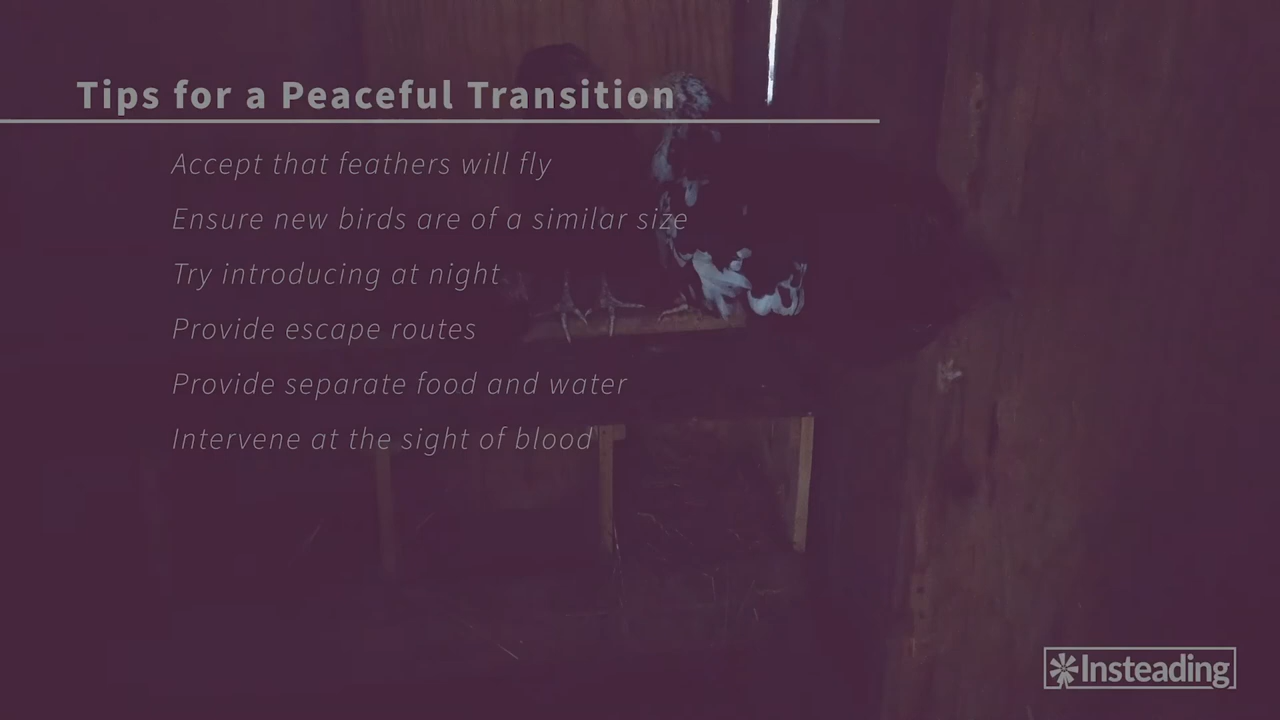 Tips for a Peaceful Transition
Accept that feathers will fly
Ensure new birds are of a similar size
Try introducing at night
Provide escape routes
Provide separate food and water
Intervene at the sight of blood
Insteading